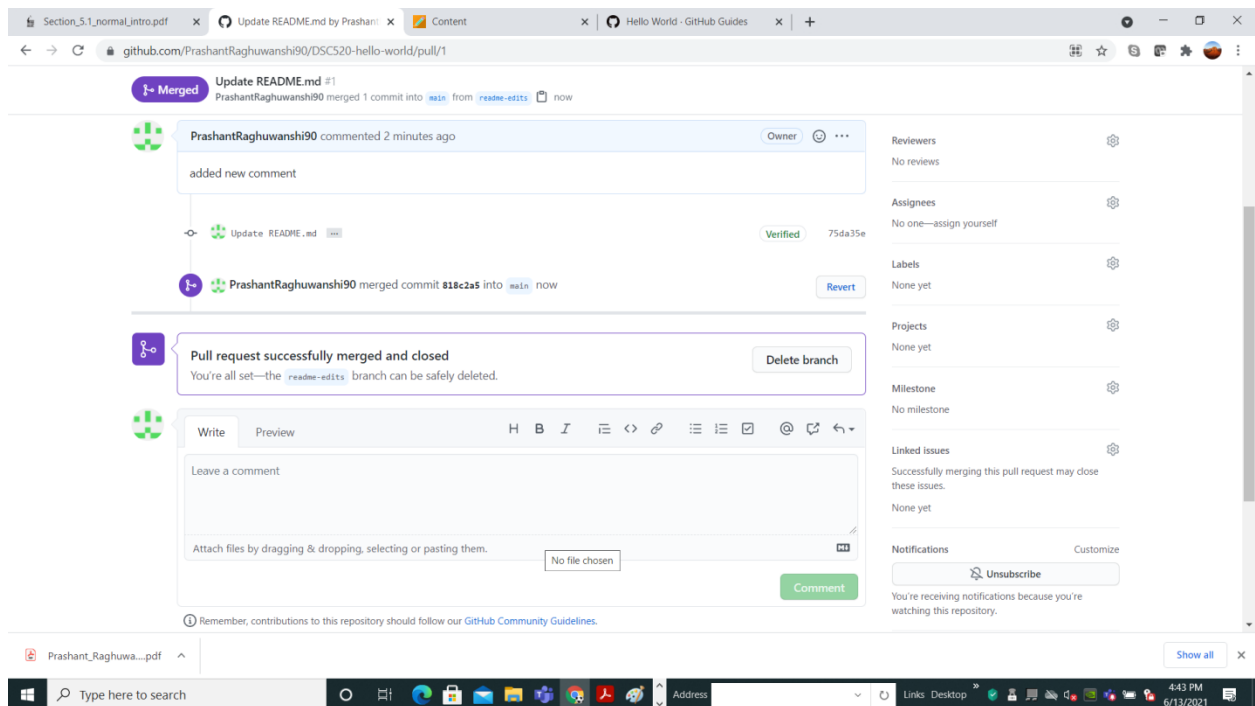 Section_5.1_normal_intro.pdf
Update README.md by Prashant
Content
Hello World · GitHub Guides
github.com/PrashantRaghuwanshi90/DSC520-hello-world/pull/1
Merged
Update README.md #1
PrashantRaghuwanshi90 merged 1 commit into main from readme-edits now
PrashantRaghuwanshi90 commented 2 minutes ago
Owner
added new comment
Update README.md
Verified
75da35e
PrashantRaghuwanshi90 merged commit 818c2a5 into main now
Revert
Pull request successfully merged and closed
You're all set—the readme-edits branch can be safely deleted.
Delete branch
Write
Preview
H B I
Leave a comment
Attach files by dragging & dropping, selecting or pasting them.
No file chosen
Comment
Remember, contributions to this repository should follow our GitHub Community Guidelines.
Reviewers
No reviews
Assignees
No one—assign yourself
Labels
None yet
Projects
None yet
Milestone
No milestone
Linked issues
Successfully merging this pull request may close
these issues.
None yet
Notifications
Customize
Unsubscribe
You're receiving notifications because you're
watching this repository.
Prashant_Raghuwa....pdf
Show all
Type here to search
Address
Links Desktop
4:43 PM
6/13/2021